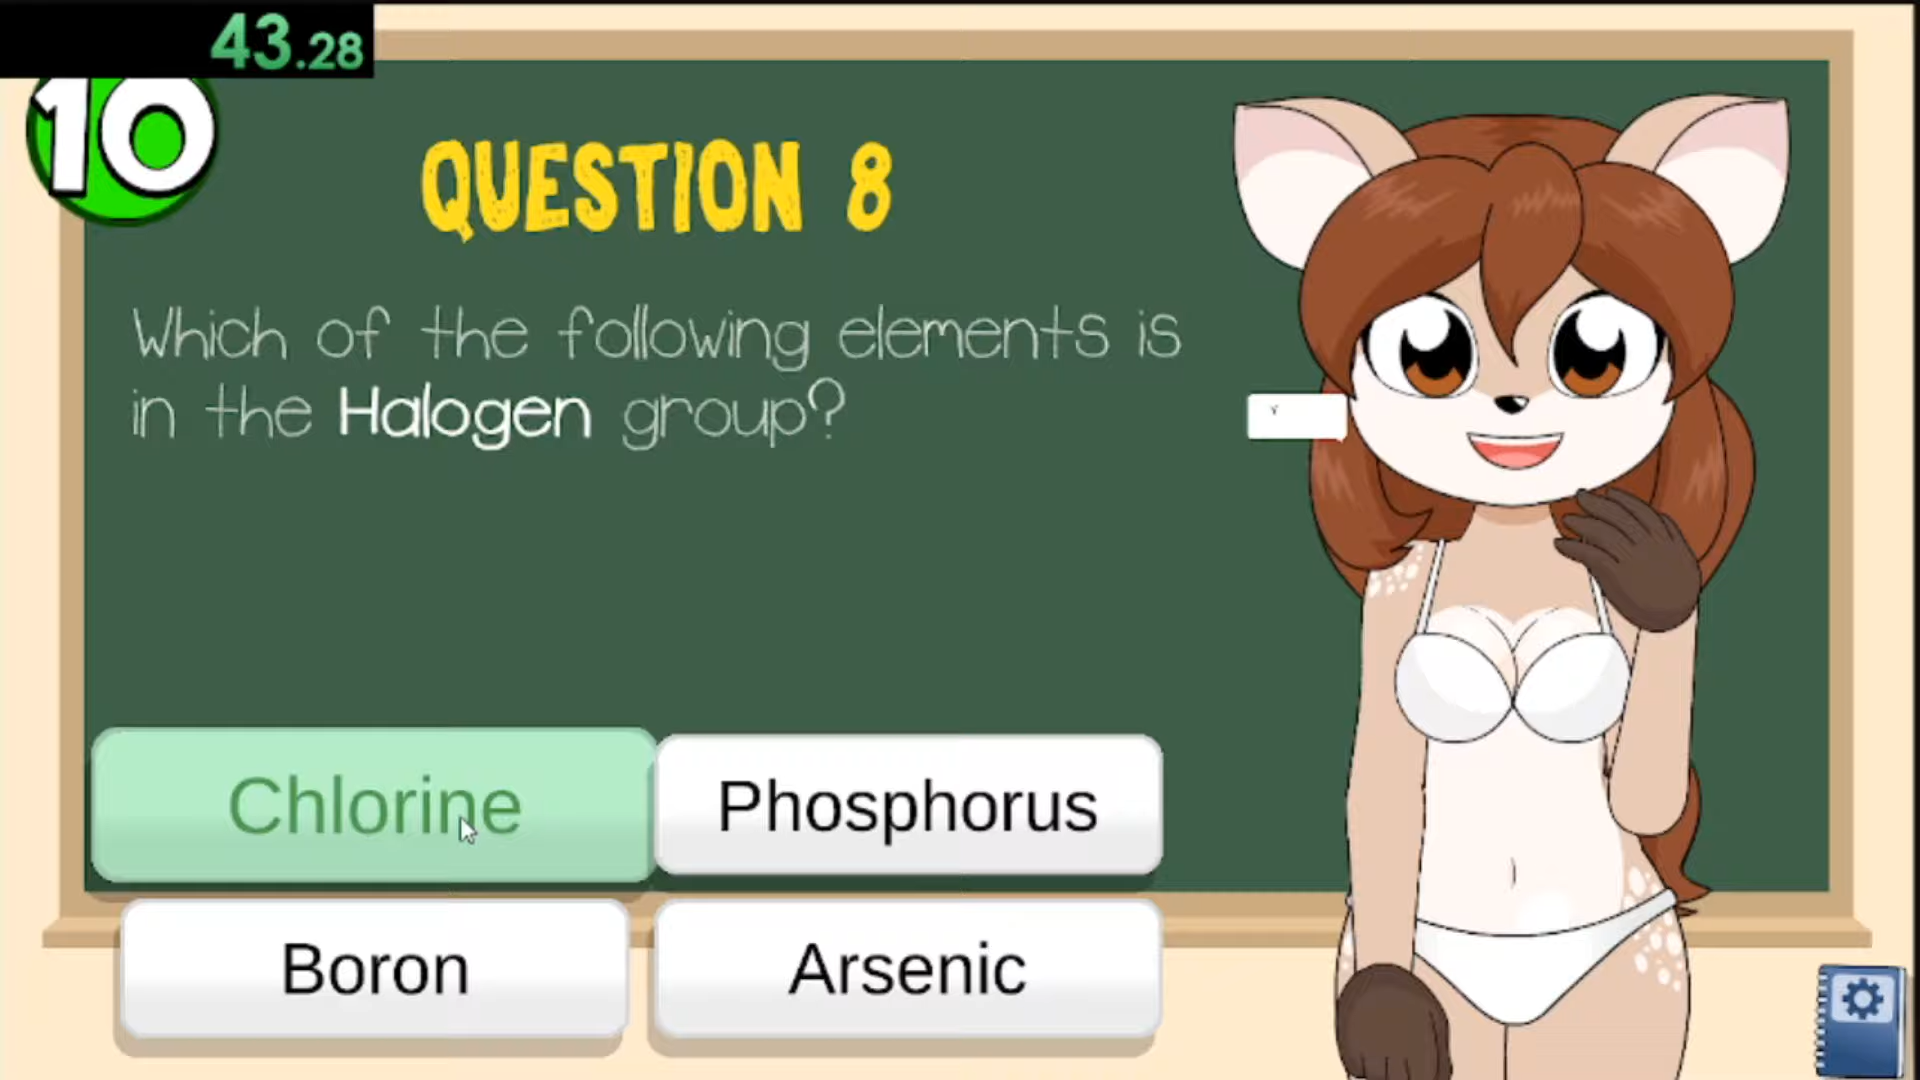 43.28
10
QUESTION 8
Which of the following elements is
in the Halogen group?
Y
Chlorine
Phosphorus
Boron
Arsenic